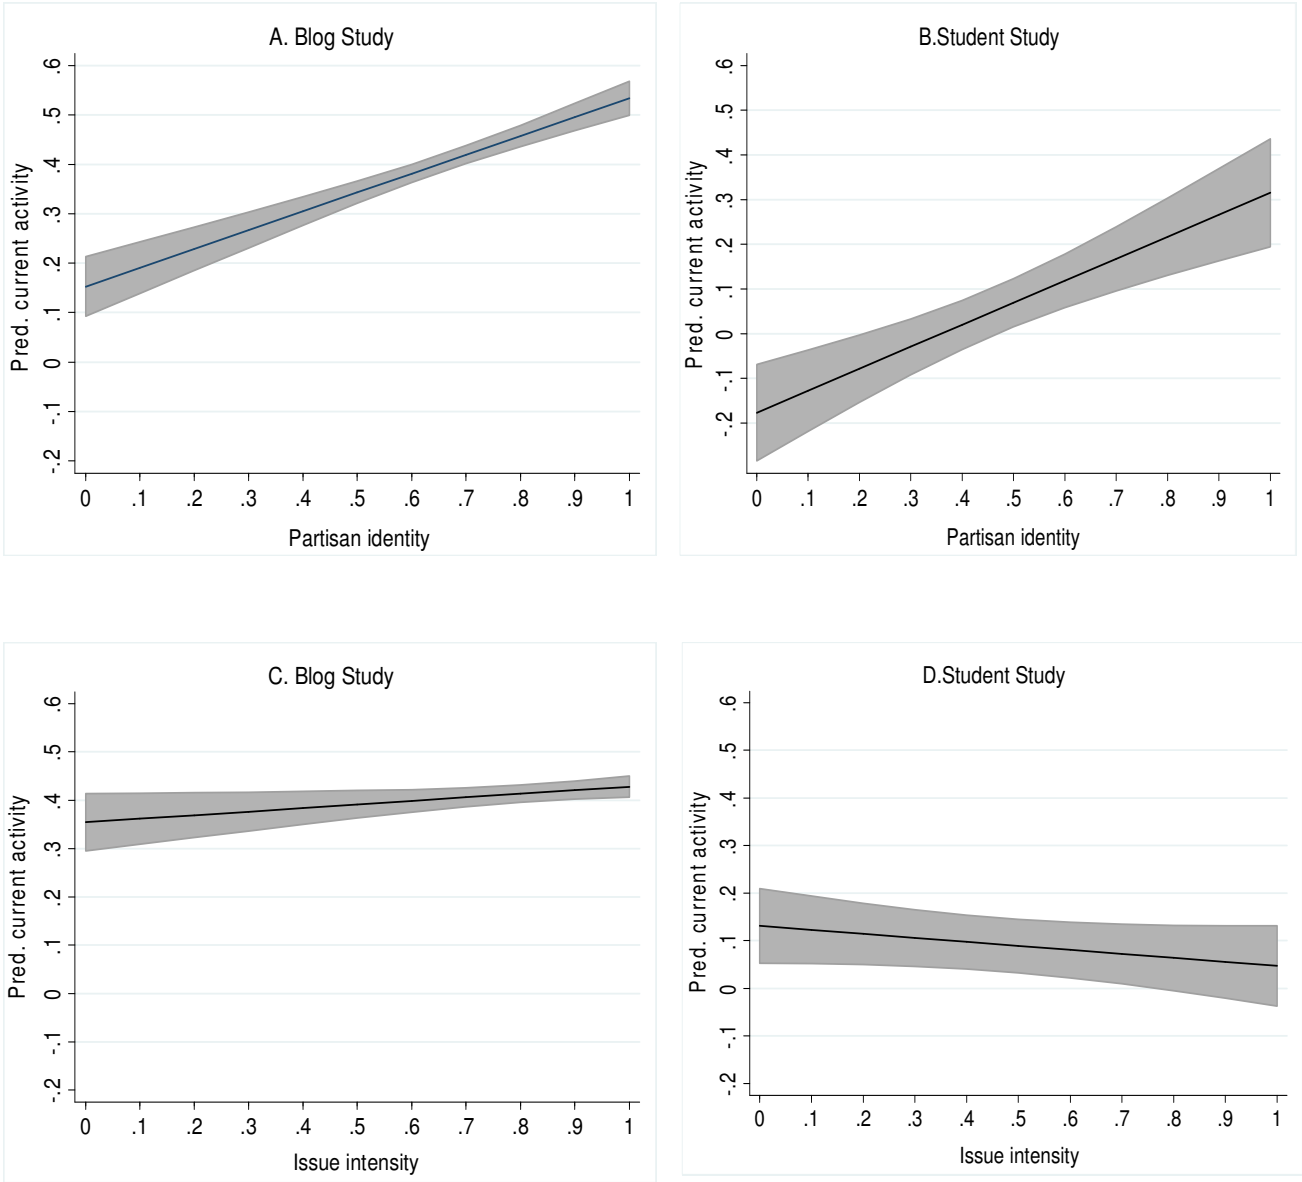 A. Blog Study
Pred. current activity
.6
.5
.4
.3
.2
.1
0
-.1
-.2
0 .1 .2 .3 .4 .5 .6 .7 .8 .9 1
Partisan identity
B.Student Study
Pred. current activity
.6
.5
.4
.3
.2
.1
0
-.1
-.2
0 .1 .2 .3 .4 .5 .6 .7 .8 .9 1
Partisan identity
C. Blog Study
Pred. current activity
.6
.5
.4
.3
.2
.1
0
-.1
-.2
0 .1 .2 .3 .4 .5 .6 .7 .8 .9 1
Issue intensity
D.Student Study
Pred. current activity
.6
.5
.4
.3
.2
.1
0
-.1
-.2
0 .1 .2 .3 .4 .5 .6 .7 .8 .9 1
Issue intensity